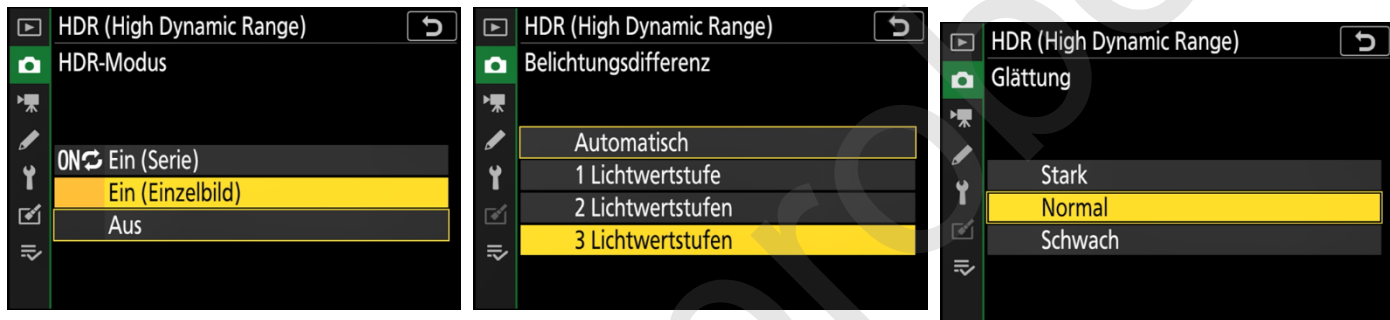 HDR (High Dynamic Range)
HDR-Modus
ON Ein (Serie)
Ein (Einzelbild)
Aus
HDR (High Dynamic Range)
Belichtungsdifferenz
Automatisch
1 Lichtwertstufe
2 Lichtwertstufen
3 Lichtwertstufen
HDR (High Dynamic Range)
Glättung
Stark
Normal
Schwach